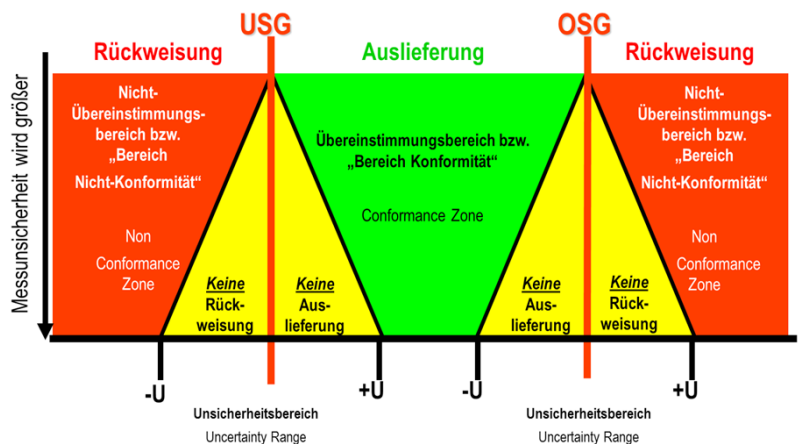 USG
OSG
Rückweisung
Auslieferung
Rückweisung
Messunsicherheit wird größer
Nicht-
Übereinstimmungs-
bereich bzw.
„Bereich
Nicht-Konformität“
Non
Conformance
Zone
Übereinstimmungsbereich bzw.
„Bereich Konformität“
Conformance Zone
Nicht-
Übereinstimmungs-
bereich bzw.
„Bereich
Nicht-Konformität“
Non
Conformance
Zone
Keine
Rück-
weisung
Keine
Aus-
lieferung
Keine
Aus-
lieferung
Keine
Rück-
weisung
-U
+U
-U
+U
Unsicherheitsbereich
Uncertainty Range
Unsicherheitsbereich
Uncertainty Range